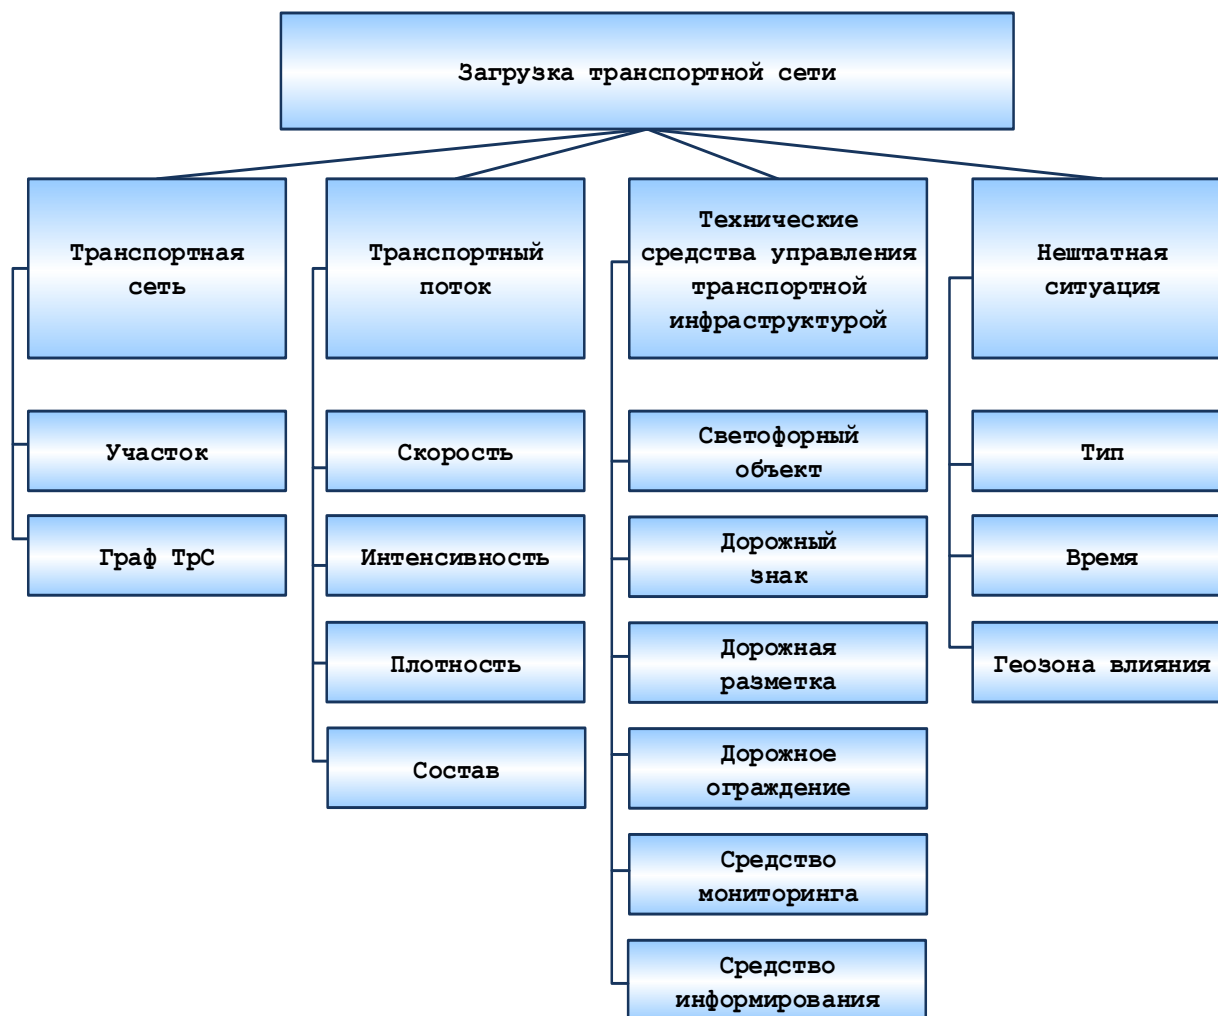 Загрузка транспортной сети
Транспортная
сеть
Участок
Граф ТрС
Транспортный
поток
Скорость
Интенсивность
Плотность
Состав
Технические
средства управления
транспортной
инфраструктурой
Светофорный
объект
Дорожный
знак
Дорожная
разметка
Дорожное
ограждение
Средство
мониторинга
Средство
информирования
Нештатная
ситуация
Тип
Время
Геозона влияния